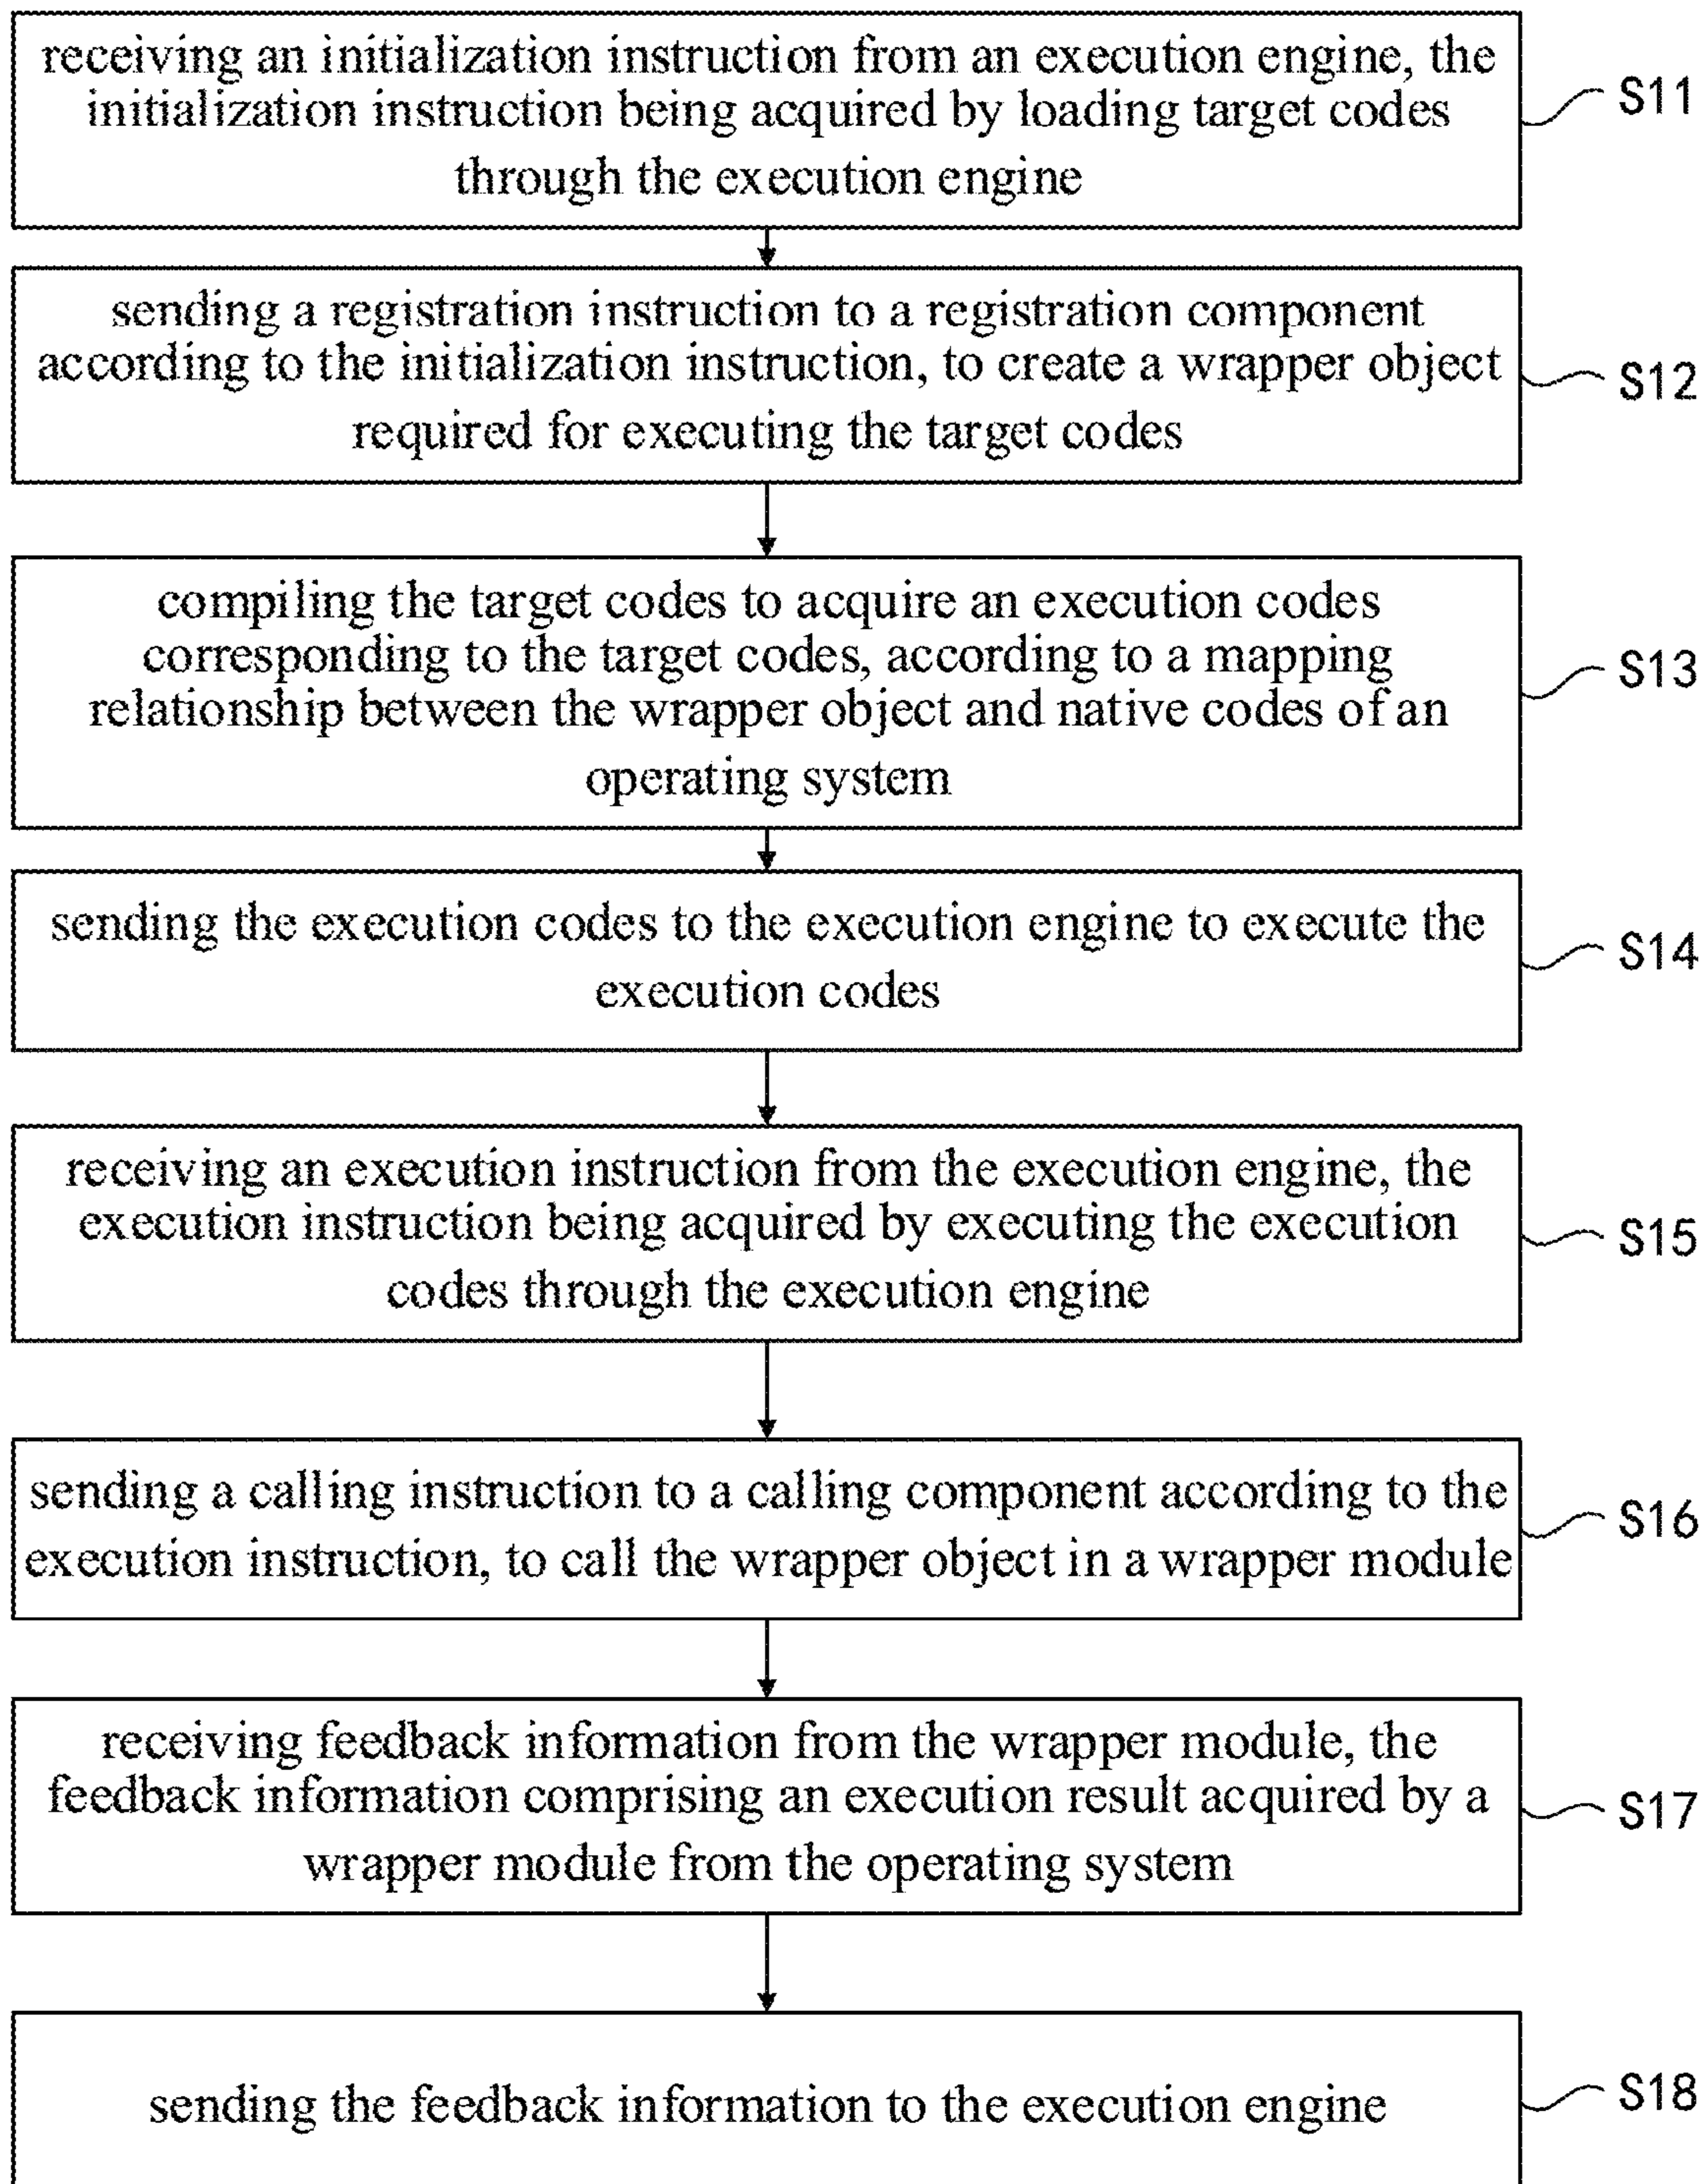 receiving an initialization instruction from an execution engine, the
initialization instruction being acquired by loading target codes
through the execution engine
S11
sending a registration instruction to a registration component
according to the initialization instruction, to create a wrapper object
required for executing the target codes
S12
compiling the target codes to acquire an execution codes
corresponding to the target codes, according to a mapping
relationship between the wrapper object and native codes of an
operating system
S13
sending the execution codes to the execution engine to execute the
execution codes
S14
receiving an execution instruction from the execution engine, the
execution instruction being acquired by executing the execution
codes through the execution engine
S15
sending a calling instruction to a calling component according to the
execution instruction, to call the wrapper object in a wrapper module
S16
receiving feedback information from the wrapper module, the
feedback information comprising an execution result acquired by a
wrapper module from the operating system
S17
sending the feedback information to the execution engine
S18